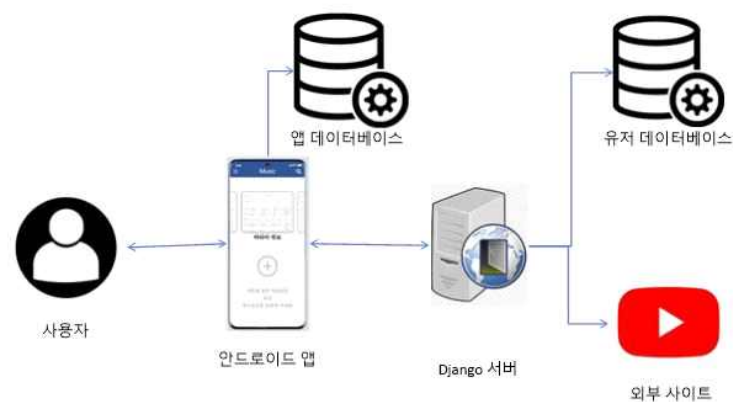 앱 데이터베이스
유저 데이터베이스
Music
사용자
안드로이드 앱
Django 서버
외부 사이트